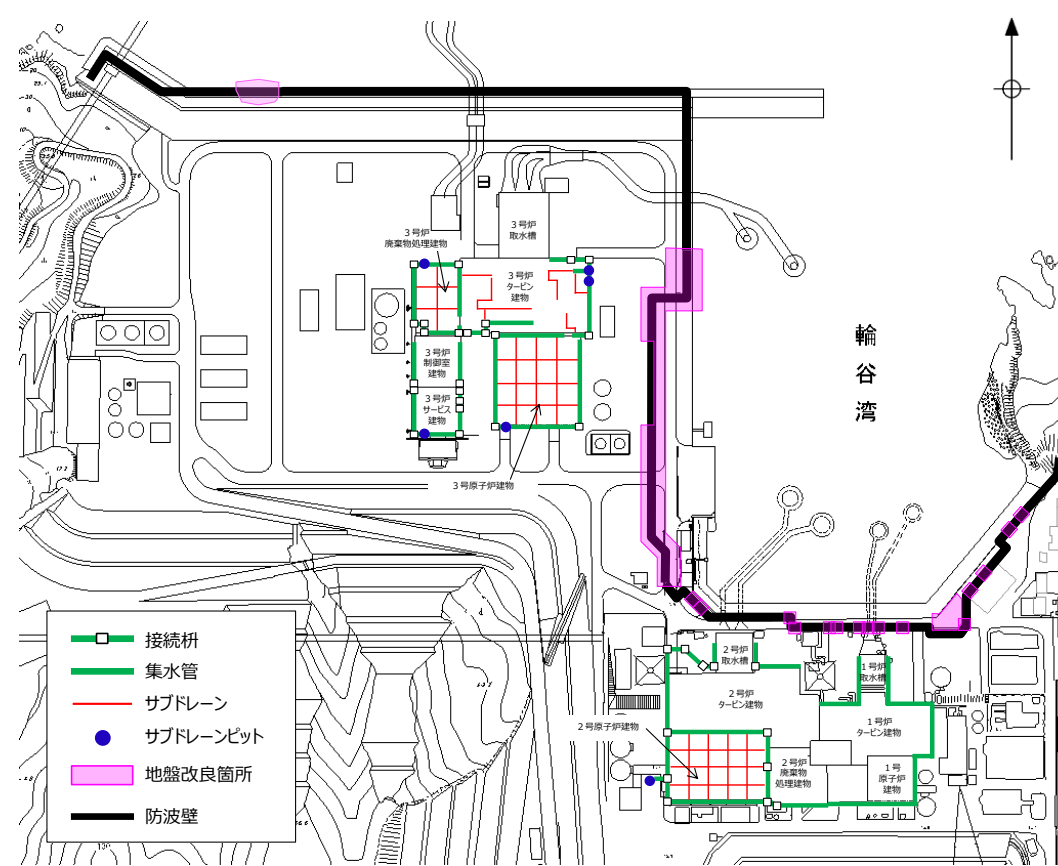 3号炉
廃棄物処理建物
3号炉
取水槽
3号炉
タービン
建物
3号炉
制御室
建物
3号炉
サービス
建物
3号原子炉建物
輪
谷
湾
接続枡
集水管
サブドレーン
サブドレーンピット
地盤改良箇所
防波壁
2号炉
取水槽
1号炉
取水槽
2号炉
タービン建物
2号原子炉建物
1号炉
タービン建物
2号炉
廃棄物
処理建物
1号
原子炉
建物